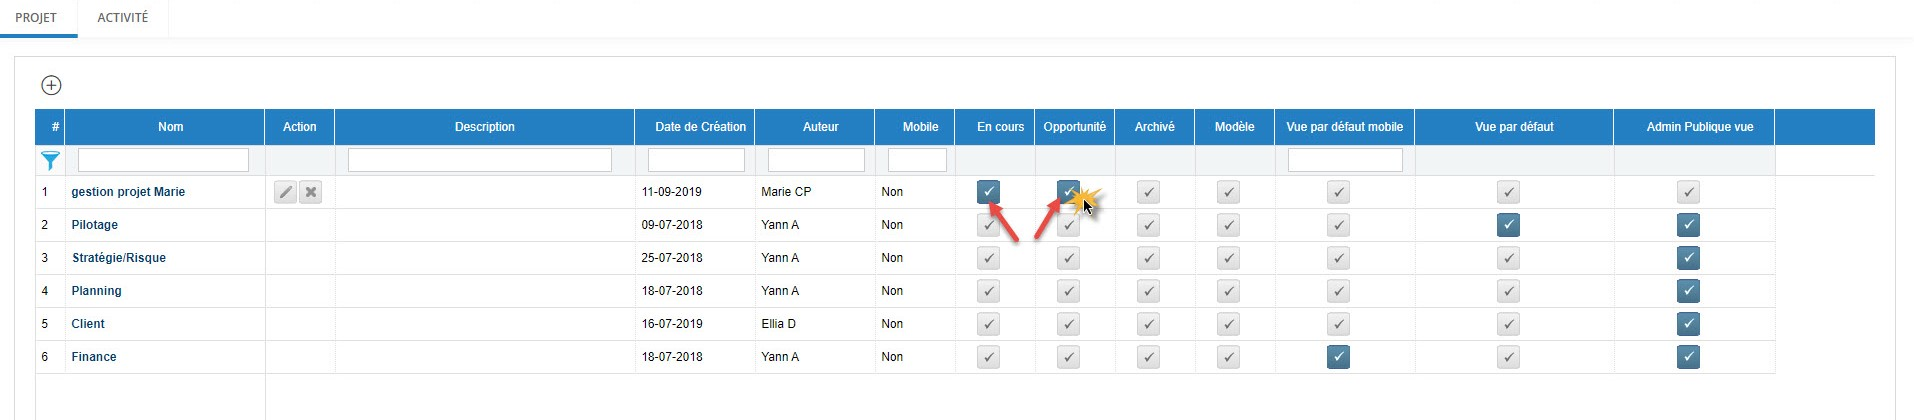 PROJET ACTIVITÉ
# Nom Action Description Date de Création Auteur Mobile En cours Opportunité Archivé Modèle Vue par défaut mobile Vue par défaut Admin Publique vue
1 gestion projet Marie 11-09-2019 Marie CP Non
2 Pilotage 09-07-2018 Yann A Non
3 Stratégie/Risque 25-07-2018 Yann A Non
4 Planning 18-07-2018 Yann A Non
5 Client 16-07-2019 Ellia D Non
6 Finance 18-07-2018 Yann A Non